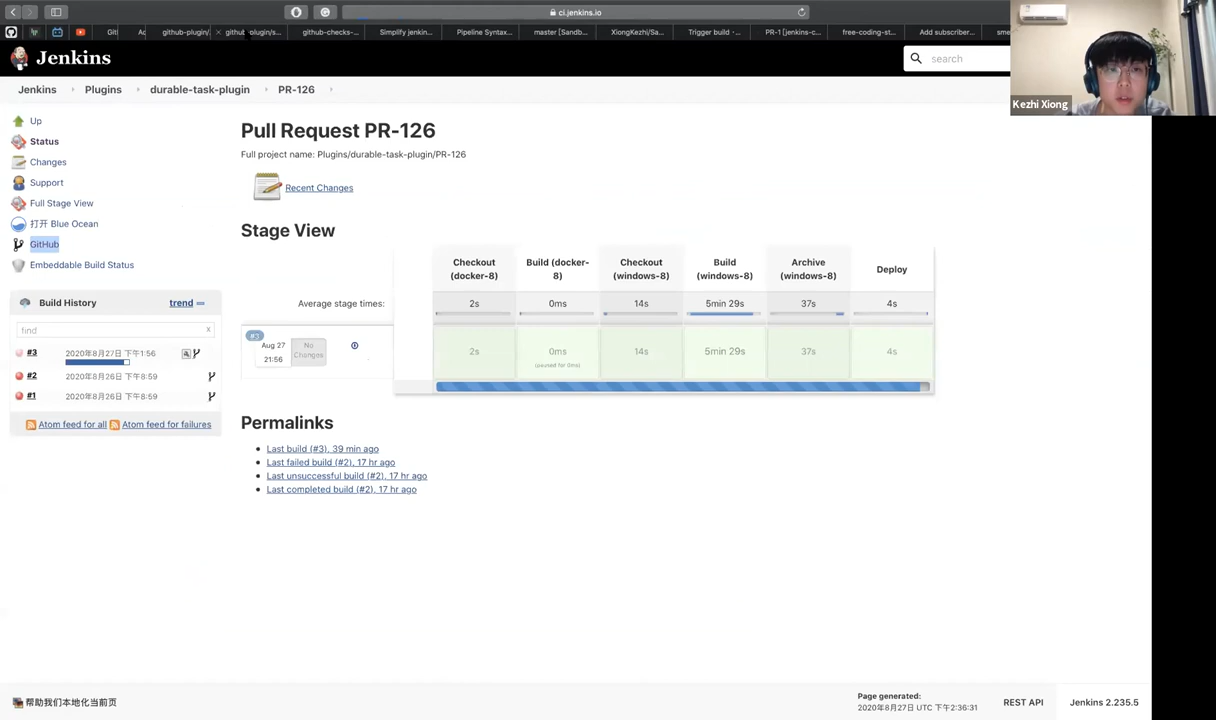 ci.jenkins.io
Git
Ac
github-plugin/...
github-plugin/s...
github-checks-...
Simplify jenkin...
Pipeline Syntax...
master [Sandb...
XiongKezhi/Sa...
Trigger build ·...
PR-1 [jenkins-c...
free-coding-st...
Add subscriber...
sme
Jenkins
search
Kezhi Xiong
Jenkins
Plugins
durable-task-plugin
PR-126
Up
Status
Changes
Support
Full Stage View
打开 Blue Ocean
GitHub
Embeddable Build Status
Build History
trend
find
x
#3
2020年8月27日 下午1:56
#2
2020年8月26日 下午8:59
#1
2020年8月26日 下午8:59
Atom feed for all
Atom feed for failures
Pull Request PR-126
Full project name: Plugins/durable-task-plugin/PR-126
Recent Changes
Stage View
Checkout (docker-8)
Build (docker-8)
Checkout (windows-8)
Build (windows-8)
Archive (windows-8)
Deploy
Average stage times:
2s
0ms
14s
5min 29s
37s
4s
#3
Aug 27
21:56
No Changes
2s
0ms
(paused for 0ms)
14s
5min 29s
37s
4s
Permalinks
Last build (#3), 39 min ago
Last failed build (#2), 17 hr ago
Last unsuccessful build (#2), 17 hr ago
Last completed build (#2), 17 hr ago
帮助我们本地化当前页
Page generated:
2020年8月27日 UTC 下午2:36:31
REST API
Jenkins 2.235.5